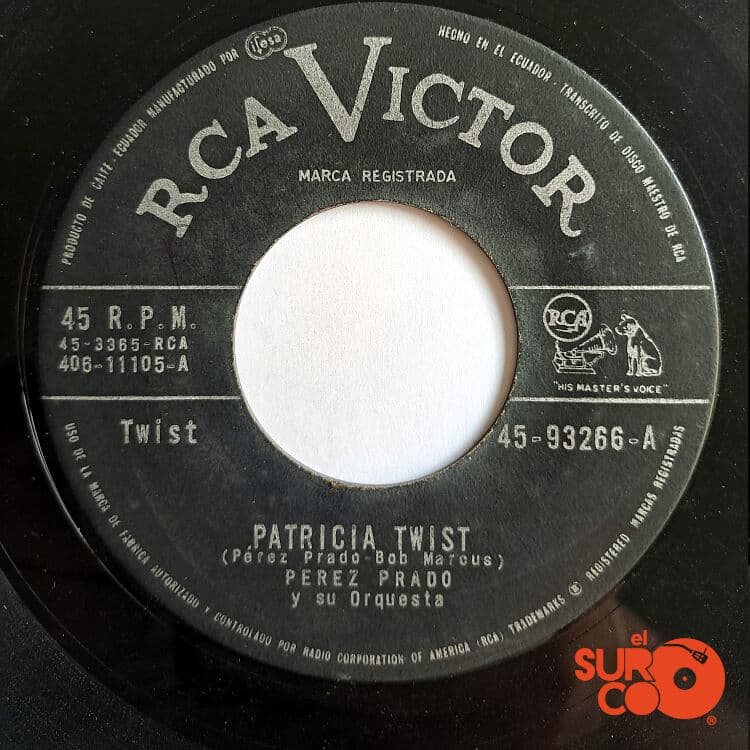 PRODUCTO DE CAIFE - ECUADOR MANUFACTURADO POR ifesa
HECHO EN EL ECUADOR - TRANSCRITO DE DISCO MAESTRO DE RCA
RCA VICTOR
MARCA REGISTRADA
45 R.P.M.
45-3365-RCA
406-11105-A
RCA
"HIS MASTER'S VOICE"
Twist
45-93266-A
PATRICIA TWIST
(Pérez Prado-Bob Marcus)
PEREZ PRADO
y su Orquesta
USO DE LA MARCA DE FABRICA AUTORIZADO Y CONTROLADO POR RADIO CORPORATION OF AMERICA (RCA) TRADEMARKS ® REGISTERED MARCAS REGISTRADAS
el
SURCO®